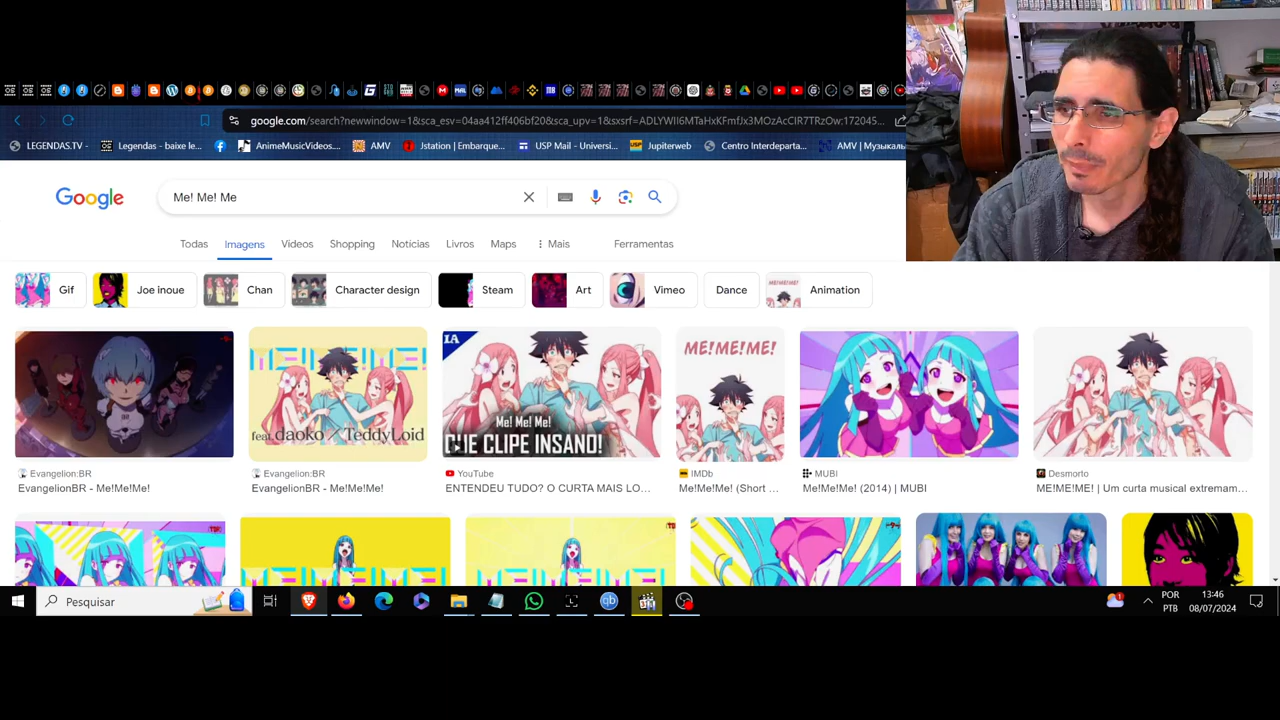 google.com/search?newwindow=1&sca_esv=04aa412ff406bf20&sca_upv=1&sxsrf=ADLYWII6MTaHxKFmfJx3MOzAcCIR7TRzOw:172045...
LEGENDAS.TV - Legendas - baixe le... AnimeMusicVideos.... AMV Jstation | Embarque... USP Mail - Universi... Jupiterweb Centro Interdeparta... AMV | Музыкаль
Google Me! Me! Me
Todas Imagens Vídeos Shopping Notícias Livros Maps Mais Ferramentas
Gif Joe inoue Chan Character design Steam Art Vimeo Dance Animation
ME!ME!ME!
feat.daoko / TeddyLoid
IA
Me! Me! Me!
QUE CLIPE INSANO!
ME!ME!ME!
Evangelion:BR
EvangelionBR - Me!Me!Me!
Evangelion:BR
EvangelionBR - Me!Me!Me!
YouTube
ENTENDEU TUDO? O CURTA MAIS LO...
IMDb
Me!Me!Me! (Short ...
MUBI
Me!Me!Me! (2014) | MUBI
Desmorto
ME!ME!ME! | Um curta musical extremam...
Pesquisar
POR
PTB
13:46
08/07/2024